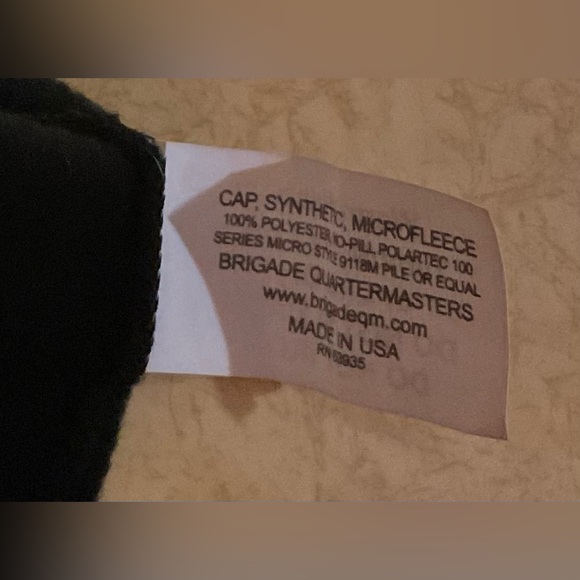 CAP, SYNTHETIC, MICROFLEECE
100% POLYESTER NO-PILL POLARTEC 100
SERIES MICRO STYLE 9118M PILE OR EQUAL
BRIGADE QUARTERMASTERS
www.brigadeqm.com
MADE IN USA
RN